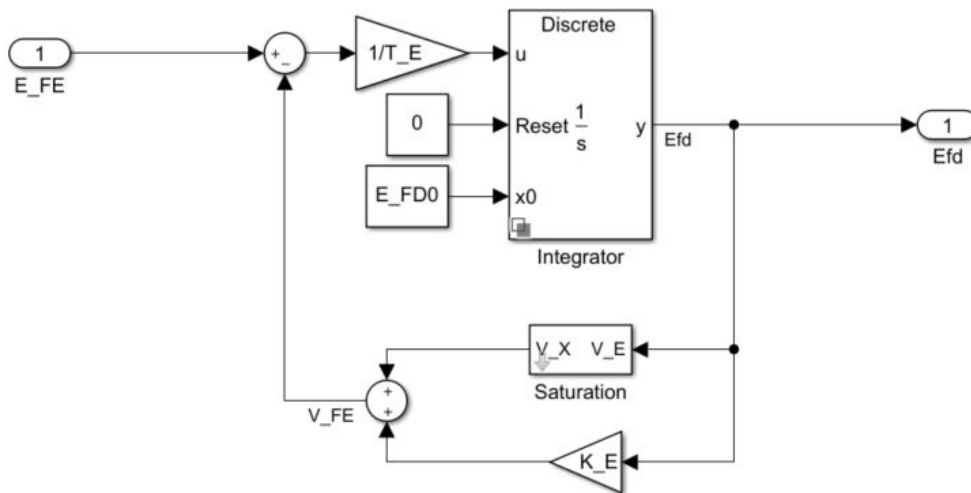 1
E_FE
+
_
1/T_E
Discrete
u
0
Reset
1
s
y
Efd
E_FD0
x0
Integrator
1
Efd
V_X
V_E
Saturation
+
+
V_FE
K_E